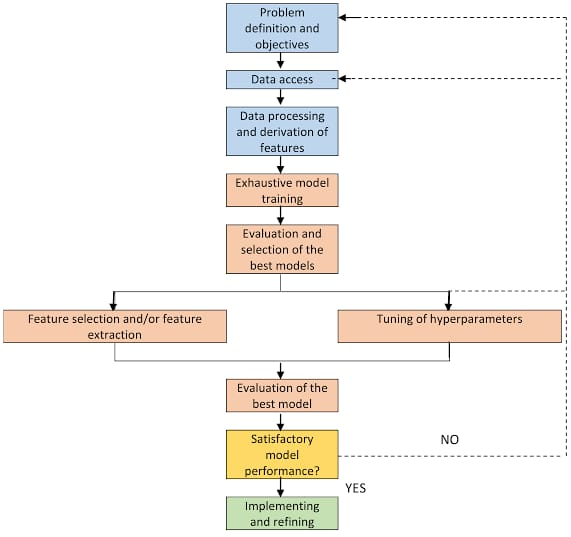 Problem
definition and
objectives
Data access
Data processing
and derivation of
features
Exhaustive model
training
Evaluation and
selection of the
best models
Feature selection and/or feature
extraction
Tuning of hyperparameters
Evaluation of the
best model
Satisfactory
model
performance?
NO
YES
Implementing
and refining